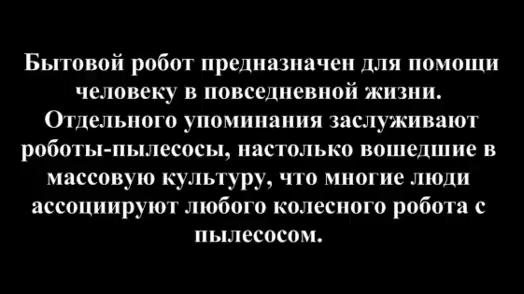 Бытовой робот предназначен для помощи
человеку в повседневной жизни.
Отдельного упоминания заслуживают
роботы-пылесосы, настолько вошедшие в
массовую культуру, что многие люди
ассоциируют любого колесного робота с
пылесосом.